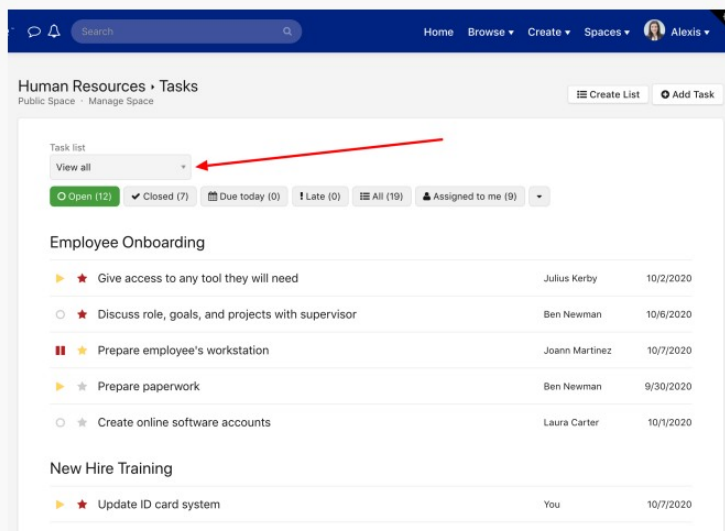 Search
Home Browse Create Spaces Alexis
Human Resources › Tasks
Public Space · Manage Space
Create List Add Task
Task list
View all
Open (12) Closed (7) Due today (0) Late (0) All (19) Assigned to me (9)
Employee Onboarding
Give access to any tool they will need Julius Kerby 10/2/2020
Discuss role, goals, and projects with supervisor Ben Newman 10/6/2020
Prepare employee's workstation Joann Martinez 10/7/2020
Prepare paperwork Ben Newman 9/30/2020
Create online software accounts Laura Carter 10/1/2020
New Hire Training
Update ID card system You 10/7/2020